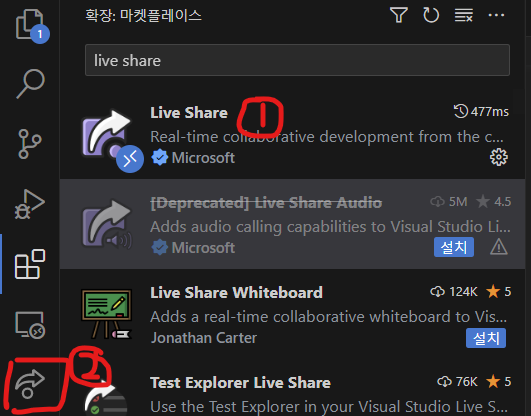 확장: 마켓플레이스
1
live share
Live Share
1
477ms
Real-time collaborative development from the c...
Microsoft
[Deprecated] Live Share Audio
5M
4.5
Adds audio calling capabilities to Visual Studio Li...
Microsoft
설치
Live Share Whiteboard
124K
5
Adds a real-time collaborative whiteboard to Vis...
Jonathan Carter
설치
2
Test Explorer Live Share
76K
5
Use the Test Explorer in your Visual Studio Live S...